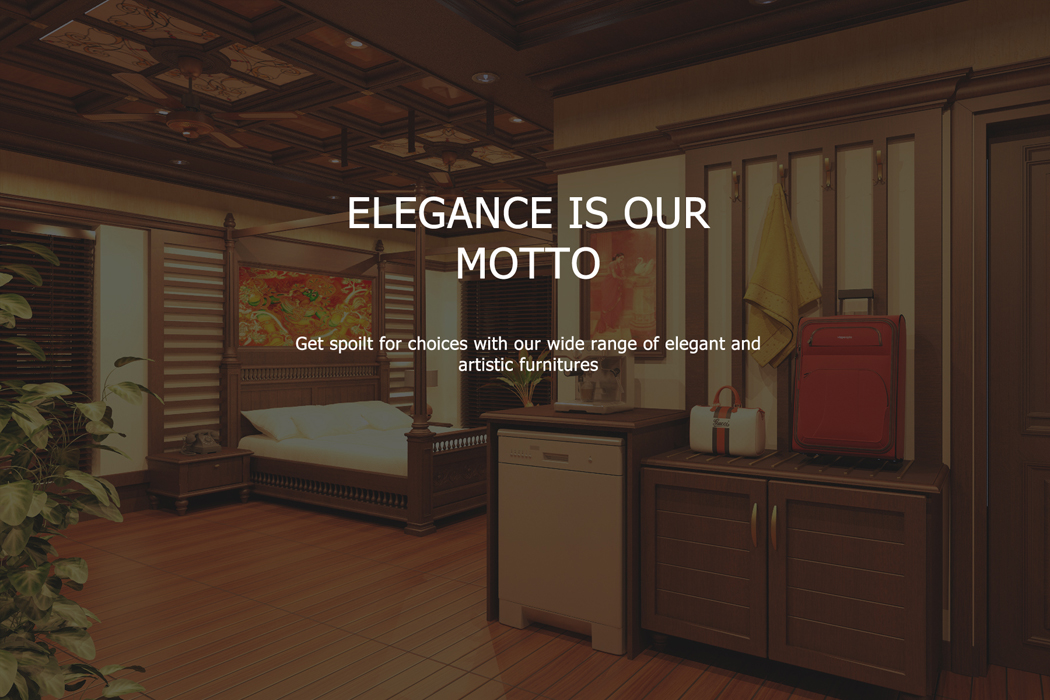 ELEGANCE IS OUR
MOTTO
Get spoilt for choices with our wide range of elegant and
artistic furnitures